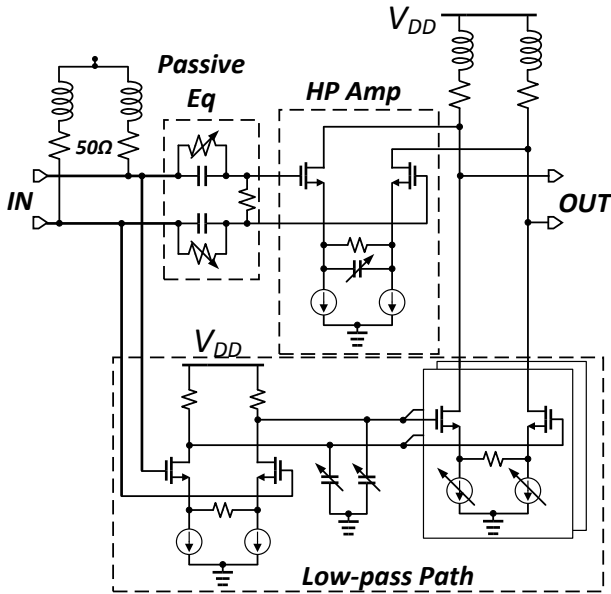 V_DD
Passive
Eq
HP Amp
50Ω
IN
OUT
V_DD
Low-pass Path